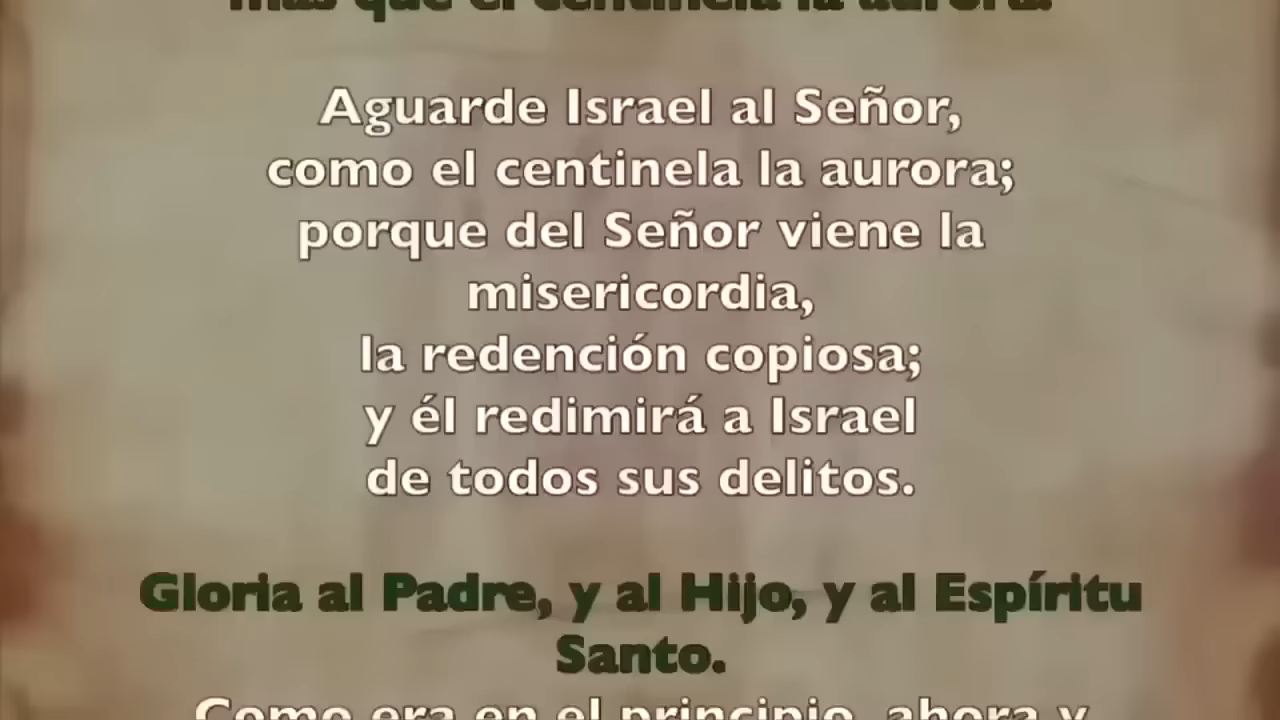 más que el centinela la aurora.
Aguarde Israel al Señor,
como el centinela la aurora;
porque del Señor viene la
misericordia,
la redención copiosa;
y él redimirá a Israel
de todos sus delitos.
Gloria al Padre, y al Hijo, y al Espíritu
Santo.
Como era en el principio, ahora y